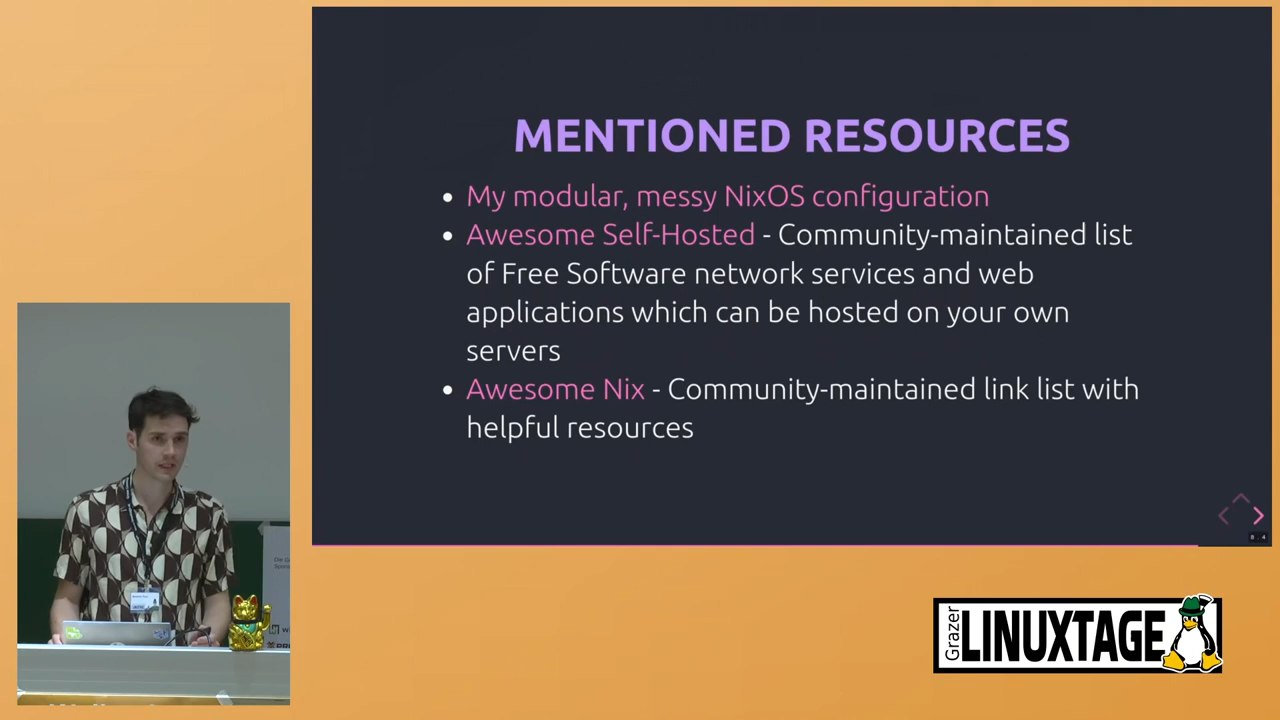 MENTIONED RESOURCES
My modular, messy NixOS configuration
Awesome Self-Hosted - Community-maintained list
of Free Software network services and web
applications which can be hosted on your own
servers
Awesome Nix - Community-maintained link list with
helpful resources
8.4
Grazer
LINUXTAGE